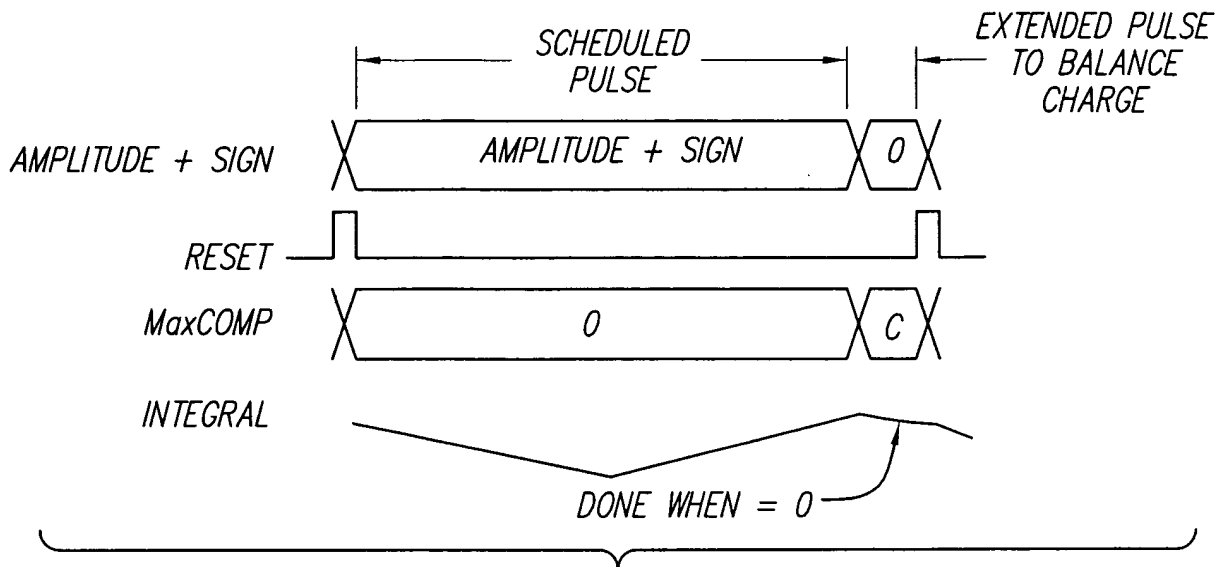 SCHEDULED
PULSE
EXTENDED PULSE
TO BALANCE
CHARGE
AMPLITUDE + SIGN
AMPLITUDE + SIGN
0
RESET
MaxCOMP
0
C
INTEGRAL
DONE WHEN = 0